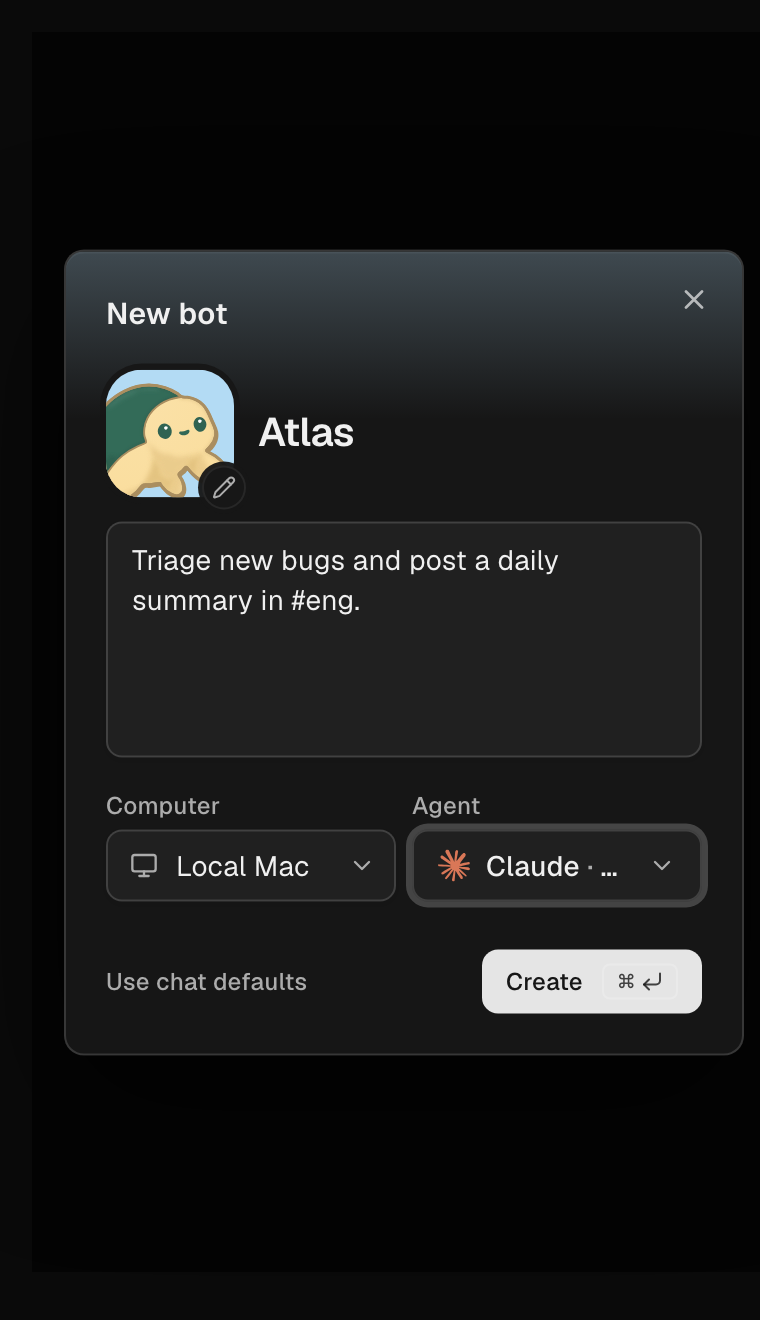 New bot
Atlas
Triage new bugs and post a daily
summary in #eng.
Computer
Agent
Local Mac
Claude · ...
Use chat defaults
Create ⌘ ↵